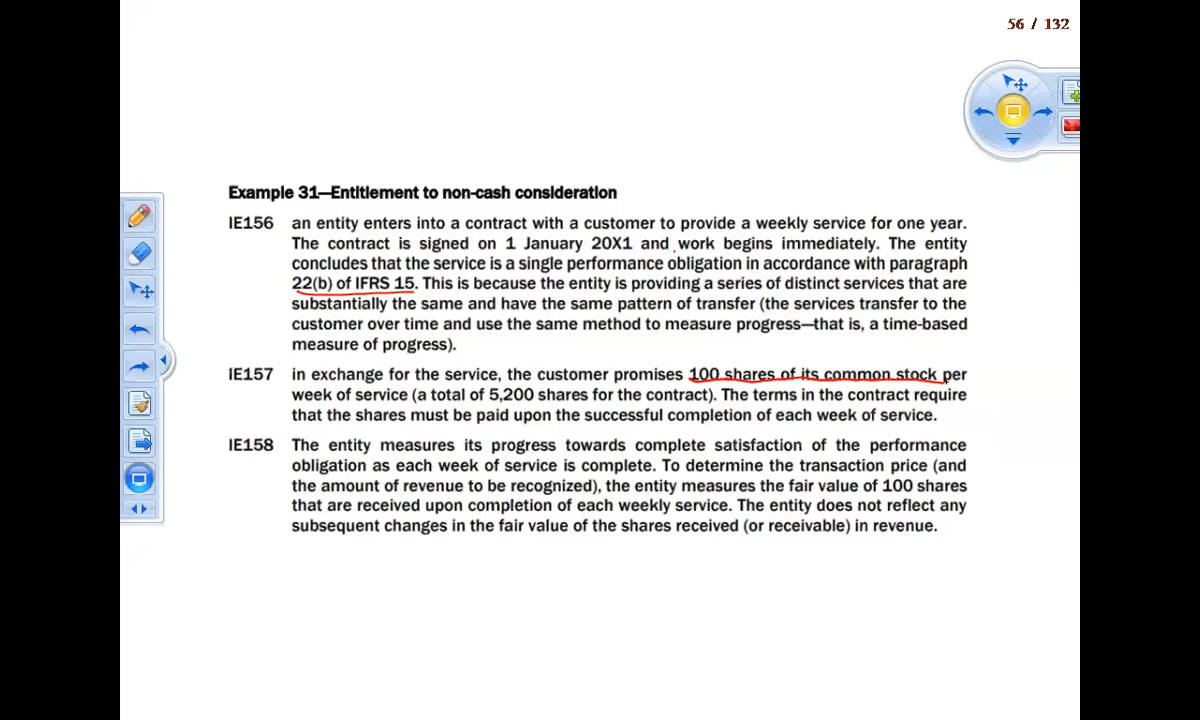 56 / 132
Example 31—Entitlement to non-cash consideration
IE156 an entity enters into a contract with a customer to provide a weekly service for one year.
The contract is signed on 1 January 20X1 and work begins immediately. The entity
concludes that the service is a single performance obligation in accordance with paragraph
22(b) of IFRS 15. This is because the entity is providing a series of distinct services that are
substantially the same and have the same pattern of transfer (the services transfer to the
customer over time and use the same method to measure progress—that is, a time-based
measure of progress).
IE157 in exchange for the service, the customer promises 100 shares of its common stock per
week of service (a total of 5,200 shares for the contract). The terms in the contract require
that the shares must be paid upon the successful completion of each week of service.
IE158 The entity measures its progress towards complete satisfaction of the performance
obligation as each week of service is complete. To determine the transaction price (and
the amount of revenue to be recognized), the entity measures the fair value of 100 shares
that are received upon completion of each weekly service. The entity does not reflect any
subsequent changes in the fair value of the shares received (or receivable) in revenue.